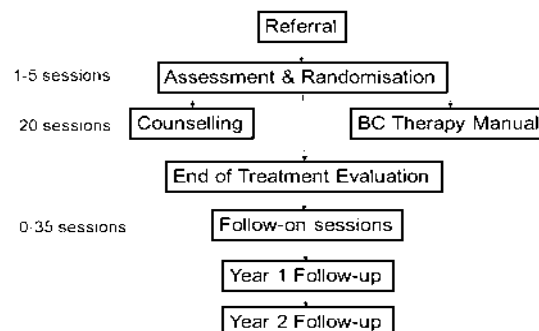 Referral
1-5 sessions
Assessment & Randomisation
20 sessions
Counselling
BC Therapy Manual
End of Treatment Evaluation
0-35 sessions
Follow-on sessions
Year 1 Follow-up
Year 2 Follow-up